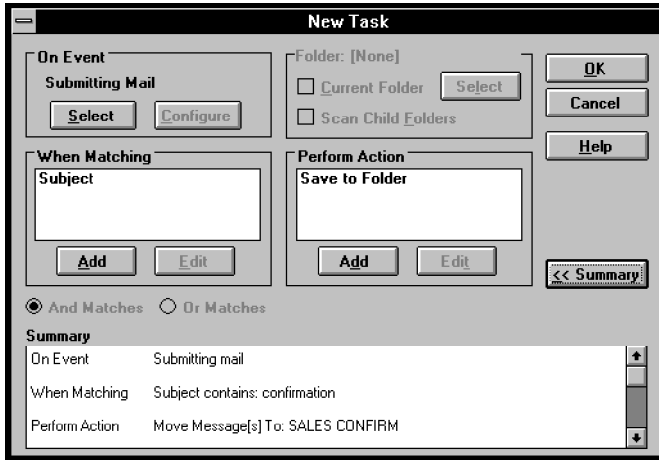 New Task
On Event
Submitting Mail
Select Configure
Folder: [None]
Current Folder Select
Scan Child Folders
OK
Cancel
Help
When Matching
Subject
Add Edit
Perform Action
Save to Folder
Add Edit
<< Summary
And Matches Or Matches
Summary
On Event Submitting mail
When Matching Subject contains: confirmation
Perform Action Move Message[s] To: SALES CONFIRM